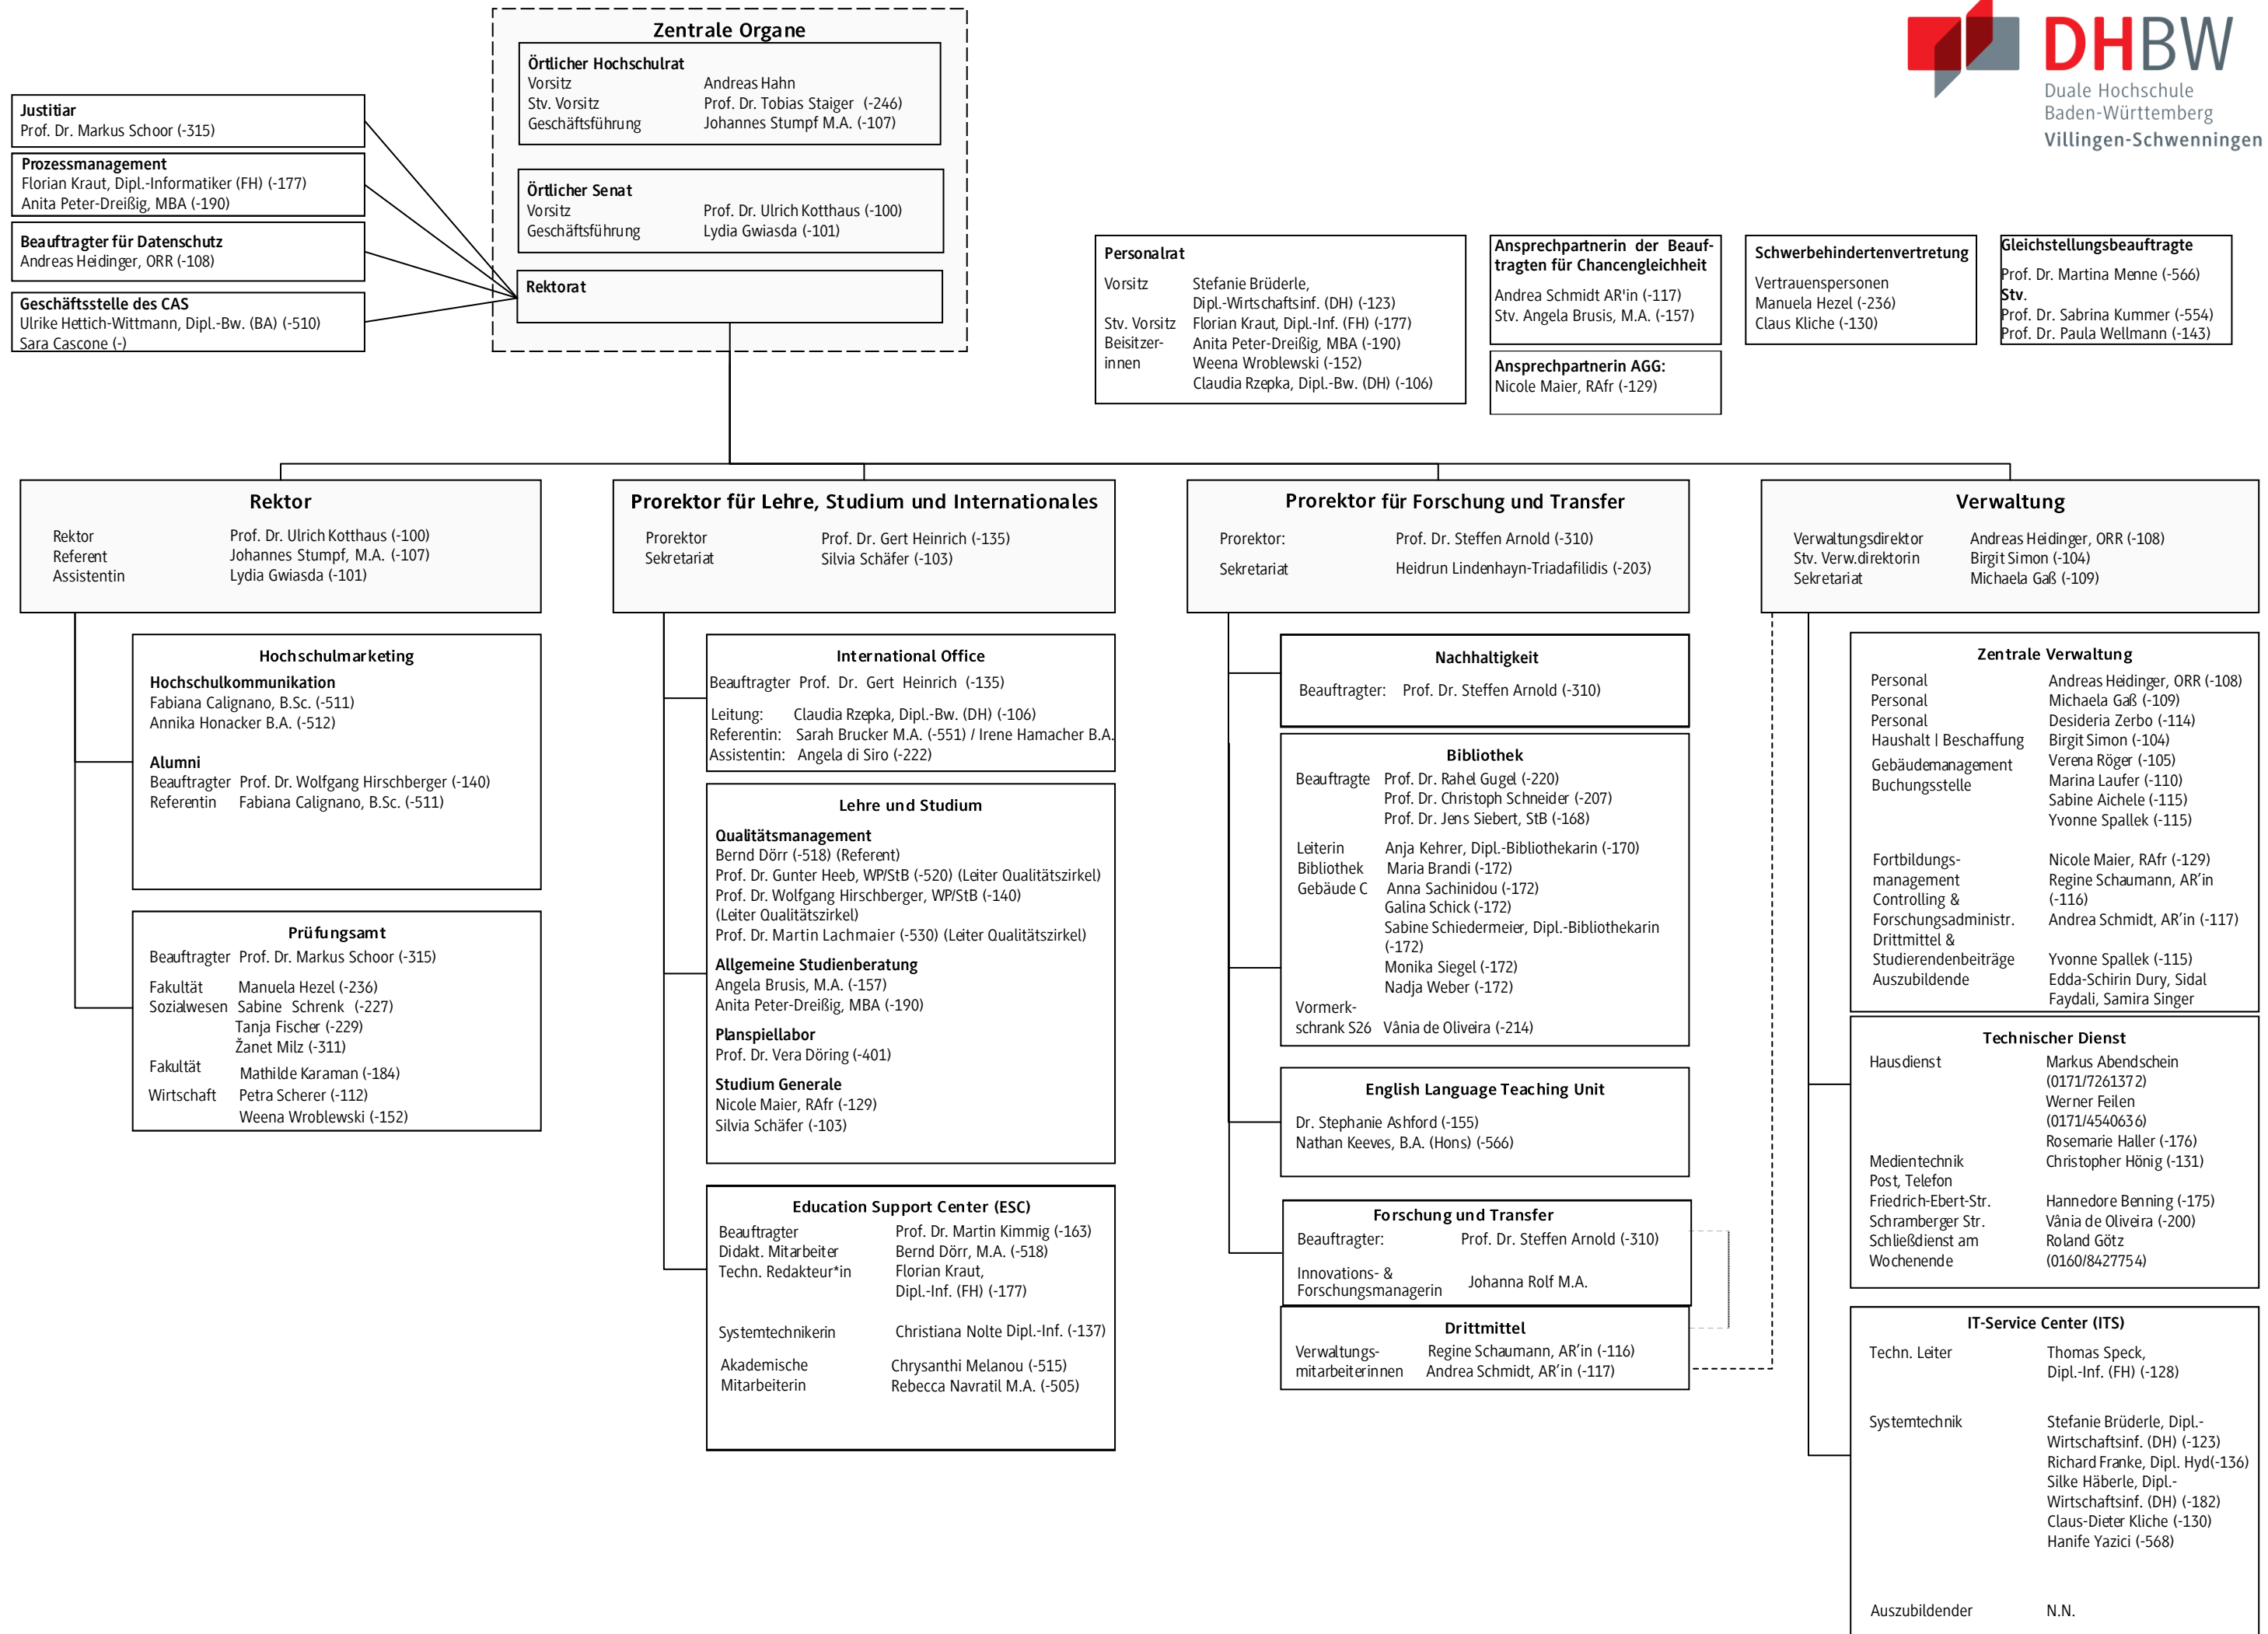 Zentrale Organe
Örtlicher Hochschulrat
Vorsitz Andreas Hahn
Stv. Vorsitz Prof. Dr. Tobias Staiger (-246)
Geschäftsführung Johannes Stumpf M.A. (-107)
Örtlicher Senat
Vorsitz Prof. Dr. Ulrich Kotthaus (-100)
Geschäftsführung Lydia Gwiasda (-101)
Rektorat
DHBW
Duale Hochschule
Baden-Württemberg
Villingen-Schwenningen
Justitiar
Prof. Dr. Markus Schoor (-315)
Prozessmanagement
Florian Kraut, Dipl.-Informatiker (FH) (-177)
Anita Peter-Dreißig, MBA (-190)
Beauftragter für Datenschutz
Andreas Heidinger, ORR (-108)
Geschäftsstelle des CAS
Ulrike Hettich-Wittmann, Dipl.-Bw. (BA) (-510)
Sara Cascone (-)
Personalrat
Vorsitz Stefanie Brüderle,
Dipl.-Wirtschaftsinf. (DH) (-123)
Stv. Vorsitz Florian Kraut, Dipl.-Inf. (FH) (-177)
Beisitzer- Anita Peter-Dreißig, MBA (-190)
innen Weena Wroblewski (-152)
Claudia Rzepka, Dipl.-Bw. (DH) (-106)
Ansprechpartnerin der Beauf-
tragten für Chancengleichheit
Andrea Schmidt AR'in (-117)
Stv. Angela Brusis, M.A. (-157)
Ansprechpartnerin AGG:
Nicole Maier, RAfr (-129)
Schwerbehindertenvertretung
Vertrauenspersonen
Manuela Hezel (-236)
Claus Kliche (-130)
Gleichstellungsbeauftragte
Prof. Dr. Martina Menne (-566)
Stv.
Prof. Dr. Sabrina Kummer (-554)
Prof. Dr. Paula Wellmann (-143)
Rektor
Rektor Prof. Dr. Ulrich Kotthaus (-100)
Referent Johannes Stumpf, M.A. (-107)
Assistentin Lydia Gwiasda (-101)
Hochschulmarketing
Hochschulkommunikation
Fabiana Calignano, B.Sc. (-511)
Annika Honacker B.A. (-512)
Alumni
Beauftragter Prof. Dr. Wolfgang Hirschberger (-140)
Referentin Fabiana Calignano, B.Sc. (-511)
Prüfungsamt
Beauftragter Prof. Dr. Markus Schoor (-315)
Fakultät Manuela Hezel (-236)
Sozialwesen Sabine Schrenk (-227)
Tanja Fischer (-229)
Žanet Milz (-311)
Fakultät Mathilde Karaman (-184)
Wirtschaft Petra Scherer (-112)
Weena Wroblewski (-152)
Prorektor für Lehre, Studium und Internationales
Prorektor Prof. Dr. Gert Heinrich (-135)
Sekretariat Silvia Schäfer (-103)
International Office
Beauftragter Prof. Dr. Gert Heinrich (-135)
Leitung: Claudia Rzepka, Dipl.-Bw. (DH) (-106)
Referentin: Sarah Brucker M.A. (-551) / Irene Hamacher B.A.
Assistentin: Angela di Siro (-222)
Lehre und Studium
Qualitätsmanagement
Bernd Dörr (-518) (Referent)
Prof. Dr. Gunter Heeb, WP/StB (-520) (Leiter Qualitätszirkel)
Prof. Dr. Wolfgang Hirschberger, WP/StB (-140)
(Leiter Qualitätszirkel)
Prof. Dr. Martin Lachmaier (-530) (Leiter Qualitätszirkel)
Allgemeine Studienberatung
Angela Brusis, M.A. (-157)
Anita Peter-Dreißig, MBA (-190)
Planspiellabor
Prof. Dr. Vera Döring (-401)
Studium Generale
Nicole Maier, RAfr (-129)
Silvia Schäfer (-103)
Education Support Center (ESC)
Beauftragter Prof. Dr. Martin Kimmig (-163)
Didakt. Mitarbeiter Bernd Dörr, M.A. (-518)
Techn. Redakteur*in Florian Kraut,
Dipl.-Inf. (FH) (-177)
Systemtechnikerin Christiana Nolte Dipl.-Inf. (-137)
Akademische Chrysanthi Melanou (-515)
Mitarbeiterin Rebecca Navratil M.A. (-505)
Prorektor für Forschung und Transfer
Prorektor: Prof. Dr. Steffen Arnold (-310)
Sekretariat Heidrun Lindenhayn-Triadafilidis (-203)
Nachhaltigkeit
Beauftragter: Prof. Dr. Steffen Arnold (-310)
Bibliothek
Beauftragte Prof. Dr. Rahel Gugel (-220)
Prof. Dr. Christoph Schneider (-207)
Prof. Dr. Jens Siebert, StB (-168)
Leiterin Anja Kehrer, Dipl.-Bibliothekarin (-170)
Bibliothek Maria Brandi (-172)
Gebäude C Anna Sachinidou (-172)
Galina Schick (-172)
Sabine Schiedermeier, Dipl.-Bibliothekarin
(-172)
Monika Siegel (-172)
Nadja Weber (-172)
Vormerk-
schrank S26 Vânia de Oliveira (-214)
English Language Teaching Unit
Dr. Stephanie Ashford (-155)
Nathan Keeves, B.A. (Hons) (-566)
Forschung und Transfer
Beauftragter: Prof. Dr. Steffen Arnold (-310)
Innovations- &
Forschungsmanagerin Johanna Rolf M.A.
Drittmittel
Verwaltungs- Regine Schaumann, AR’in (-116)
mitarbeiterinnen Andrea Schmidt, AR’in (-117)
Verwaltung
Verwaltungsdirektor Andreas Heidinger, ORR (-108)
Stv. Verw.direktorin Birgit Simon (-104)
Sekretariat Michaela Gaß (-109)
Zentrale Verwaltung
Personal Andreas Heidinger, ORR (-108)
Personal Michaela Gaß (-109)
Personal Desideria Zerbo (-114)
Haushalt | Beschaffung Birgit Simon (-104)
Gebäudemanagement Verena Röger (-105)
Buchungsstelle Marina Laufer (-110)
Sabine Aichele (-115)
Yvonne Spallek (-115)
Fortbildungs- Nicole Maier, RAfr (-129)
management Regine Schaumann, AR’in
Controlling & (-116)
Forschungsadministr. Andrea Schmidt, AR’in (-117)
Drittmittel &
Studierendenbeiträge Yvonne Spallek (-115)
Auszubildende Edda-Schirin Dury, Sidal
Faydali, Samira Singer
Technischer Dienst
Hausdienst Markus Abendschein
(0171/7261372)
Werner Feilen
(0171/4540636)
Rosemarie Haller (-176)
Medientechnik Christopher Hönig (-131)
Post, Telefon
Friedrich-Ebert-Str. Hannedore Benning (-175)
Schramberger Str. Vânia de Oliveira (-200)
Schließdienst am Roland Götz
Wochenende (0160/8427754)
IT-Service Center (ITS)
Techn. Leiter Thomas Speck,
Dipl.-Inf. (FH) (-128)
Systemtechnik Stefanie Brüderle, Dipl.-
Wirtschaftsinf. (DH) (-123)
Richard Franke, Dipl. Hyd(-136)
Silke Häberle, Dipl.-
Wirtschaftsinf. (DH) (-182)
Claus-Dieter Kliche (-130)
Hanife Yazici (-568)
Auszubildender N.N.